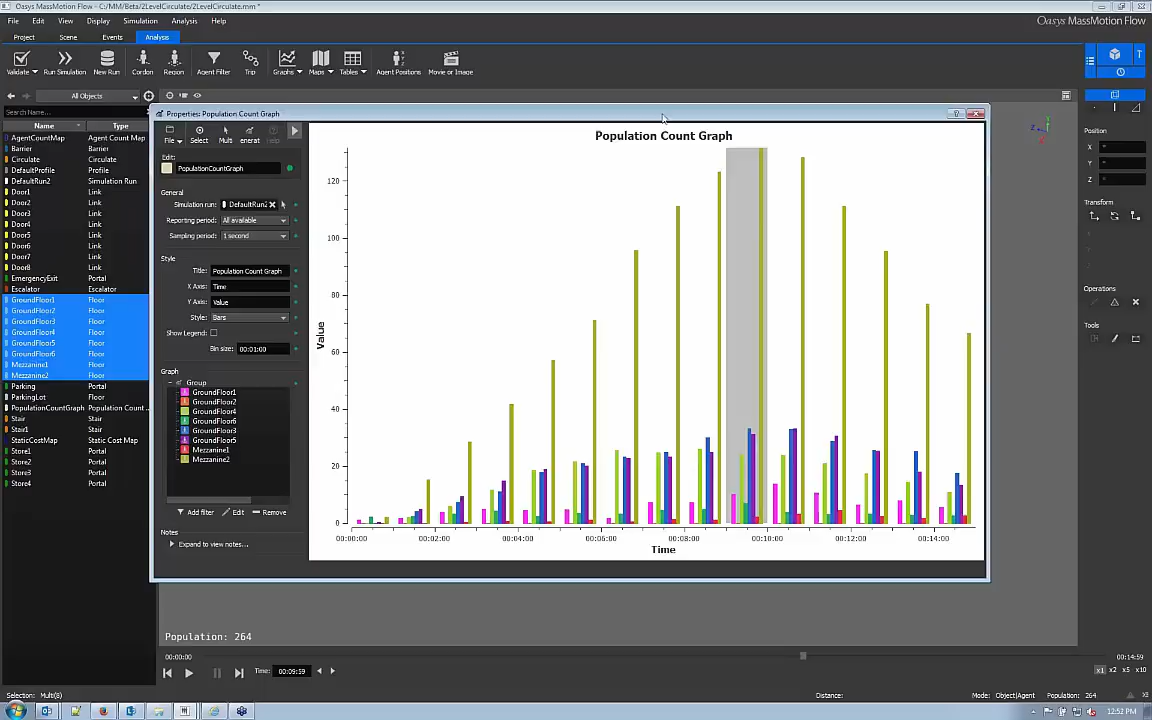 Oasys MassMotion Flow - C:/MM/Beta/2LevelCirculate/2LevelCirculate.mm *
File Edit View Display Simulation Analysis Help
Oasys MassMotion Flow
Project Scene Events Analysis
Validate Run Simulation New Run Cordon Region Agent Filter Trip Graphs Maps Tables Agent Positions Movie or Image
All Objects
Search Name...
Name Type
AgentCountMap Agent Count Map
Barrier Barrier
Circulate Circulate
DefaultProfile Profile
DefaultRun2 Simulation Run
Door1 Link
Door2 Link
Door3 Link
Door4 Link
Door5 Link
Door6 Link
Door7 Link
Door8 Link
EmergencyExit Portal
Escalator Escalator
GroundFloor1 Floor
GroundFloor2 Floor
GroundFloor3 Floor
GroundFloor4 Floor
GroundFloor5 Floor
GroundFloor6 Floor
Mezzanine1 Floor
Mezzanine2 Floor
Parking Portal
ParkingLot Floor
PopulationCountGraph Population Count ...
Stair Stair
Stair1 Stair
StaticCostMap Static Cost Map
Store1 Portal
Store2 Portal
Store3 Portal
Store4 Portal
Properties: Population Count Graph
File Select Mult enerat Help
Edit:
PopulationCountGraph
General
Simulation run: DefaultRun2
Reporting period: All available
Sampling period: 1 second
Style
Title: Population Count Graph
X Axis: Time
Y Axis: Value
Style: Bars
Show Legend:
Bin size: 00:01:00
Graph
Group
GroundFloor1
GroundFloor2
GroundFloor4
GroundFloor6
GroundFloor3
GroundFloor5
Mezzanine1
Mezzanine2
Add filter Edit Remove
Notes
Expand to view notes...
Population Count Graph
120
100
80
60
40
20
0
Value
00:00:00 00:02:00 00:04:00 00:06:00 00:08:00 00:10:00 00:12:00 00:14:00
Time
Position
X
Y
Z
Transform
Operations
Tools
Population: 264
00:00:00 00:14:59
Time: 00:09:59 x1 x2 x5 x10
Selection: Multi(8) Distance: Mode: Object|Agent Population: 264
12:52 PM